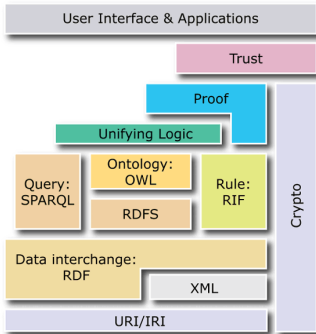 User Interface & Applications
Trust
Proof
Unifying Logic
Query:
SPARQL
Ontology:
OWL
RDFS
Rule:
RIF
Crypto
Data interchange:
RDF
XML
URI/IRI